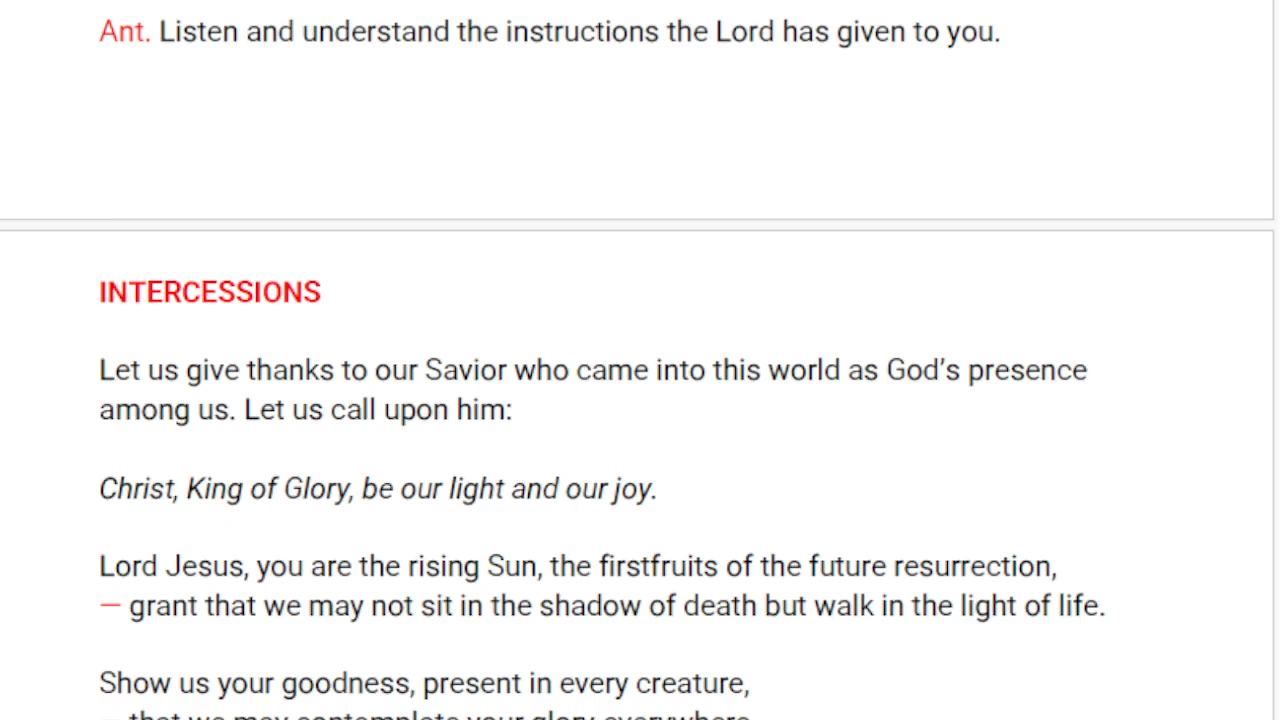 Ant. Listen and understand the instructions the Lord has given to you.
INTERCESSIONS
Let us give thanks to our Savior who came into this world as God’s presence
among us. Let us call upon him:
Christ, King of Glory, be our light and our joy.
Lord Jesus, you are the rising Sun, the firstfruits of the future resurrection,
— grant that we may not sit in the shadow of death but walk in the light of life.
Show us your goodness, present in every creature,
— that we may contemplate your glory everywhere.